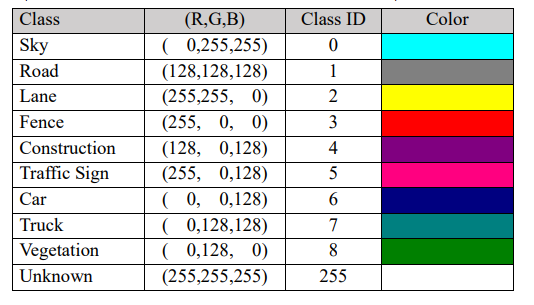 Class (R,G,B) Class ID Color
Sky (  0,255,255) 0
Road (128,128,128) 1
Lane (255,255,  0) 2
Fence (255,  0,  0) 3
Construction (128,  0,128) 4
Traffic Sign (255,  0,128) 5
Car (  0,  0,128) 6
Truck (  0,128,128) 7
Vegetation (  0,128,  0) 8
Unknown (255,255,255) 255